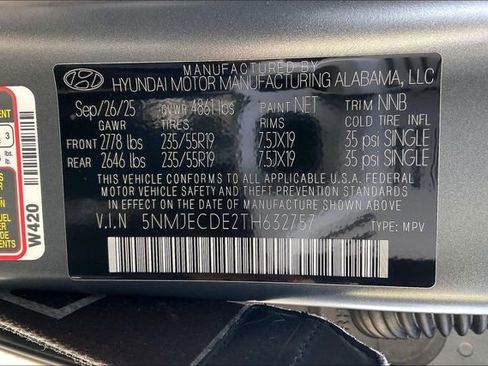 MANUFACTURED BY
HYUNDAI MOTOR MANUFACTURING ALABAMA, LLC
Sep/26/25 GVWR 4861 lbs PAINT NET TRIM NNB
GAWR TIRES: RIMS COLD TIRE INFL
FRONT 2778 lbs 235/55R19 7.5JX19 35 psi SINGLE
REAR 2646 lbs 235/55R19 7.5JX19 35 psi SINGLE
THIS VEHICLE CONFORMS TO ALL APPLICABLE U.S.A. FEDERAL
MOTOR VEHICLE SAFETY AND THEFT PREVENTION STANDARDS IN
EFFECT ON THE DATE OF MANUFACTURE SHOWN ABOVE
V.I.N 5NMJECDE2TH632757 TYPE: MPV
W420
3